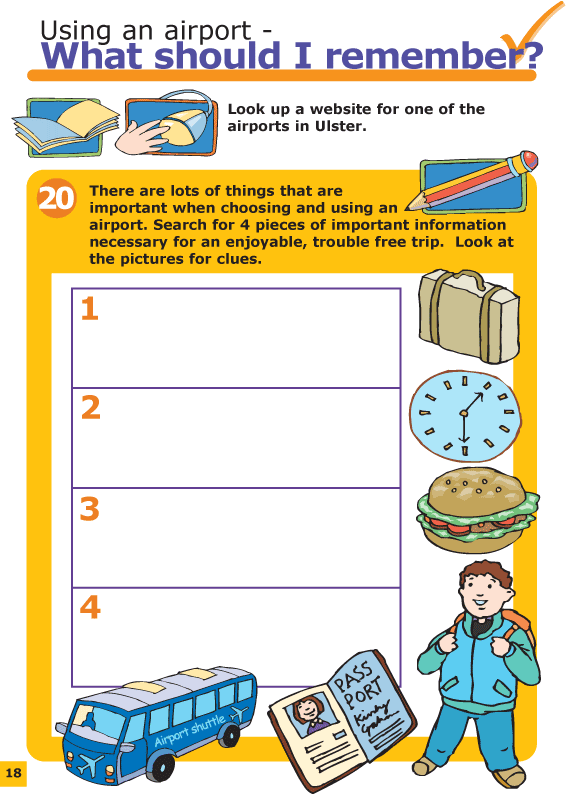 Using an airport -
What should I remember?
Look up a website for one of the
airports in Ulster.
20
There are lots of things that are
important when choosing and using an
airport. Search for 4 pieces of important information
necessary for an enjoyable, trouble free trip.  Look at
the pictures for clues.
1
2
3
4
Airport shuttle
PASS
PORT
18